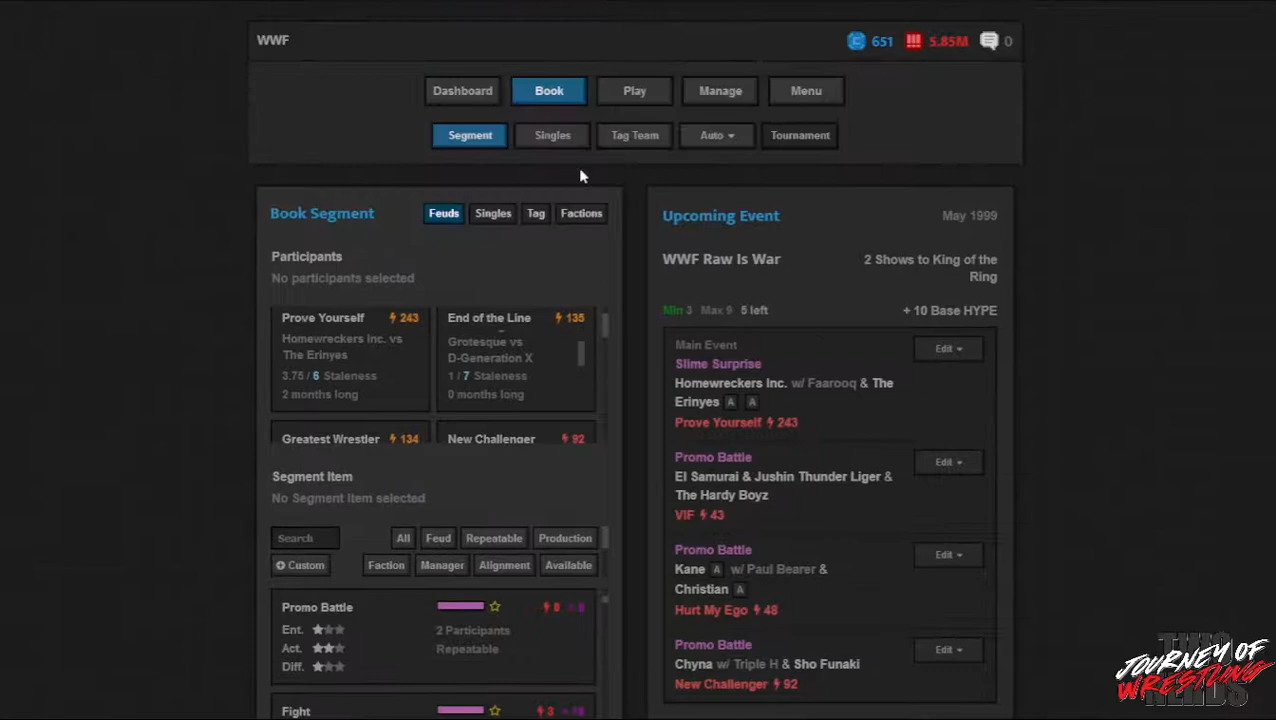 WWF
651
5.85M
0
Dashboard
Book
Play
Manage
Menu
Segment
Singles
Tag Team
Auto
Tournament
Book Segment
Feuds
Singles
Tag
Factions
Participants
No participants selected
Prove Yourself 243
Homewreckers Inc. vs
The Erinyes
3.75 / 6 Staleness
2 months long
End of the Line 135
Grotesque vs
D-Generation X
1 / 7 Staleness
0 months long
Greatest Wrestler 134
New Challenger 92
Segment Item
No Segment Item selected
Search
All
Feud
Repeatable
Production
Custom
Faction
Manager
Alignment
Available
Promo Battle
Ent.
Act.
Diff.
2 Participants
Repeatable
Fight
3
Upcoming Event
May 1999
WWF Raw Is War
2 Shows to King of the
Ring
Min 3 Max 9 5 left
+ 10 Base HYPE
Main Event
Edit
Slime Surprise
Homewreckers Inc. w/ Faarooq & The
Erinyes A A
Prove Yourself 243
Promo Battle
Edit
El Samurai & Jushin Thunder Liger &
The Hardy Boyz
VIF 43
Promo Battle
Edit
Kane A w/ Paul Bearer &
Christian A
Hurt My Ego 48
Promo Battle
Edit
Chyna w/ Triple H & Sho Funaki
New Challenger 92
JOURNEY OF
WRESTLING